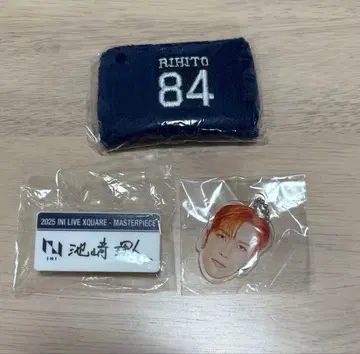 RIHITO
84
2025 INI LIVE XQUARE - MASTERPIECE
INI
池﨑理人